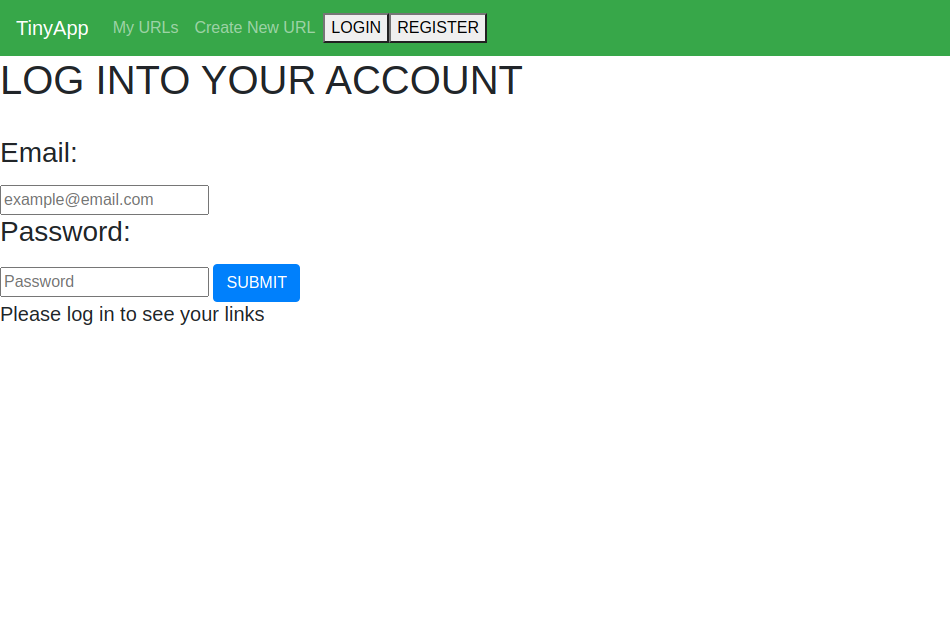 TinyApp My URLs Create New URL LOGIN REGISTER
LOG INTO YOUR ACCOUNT
Email:
example@email.com
Password:
Password SUBMIT
Please log in to see your links